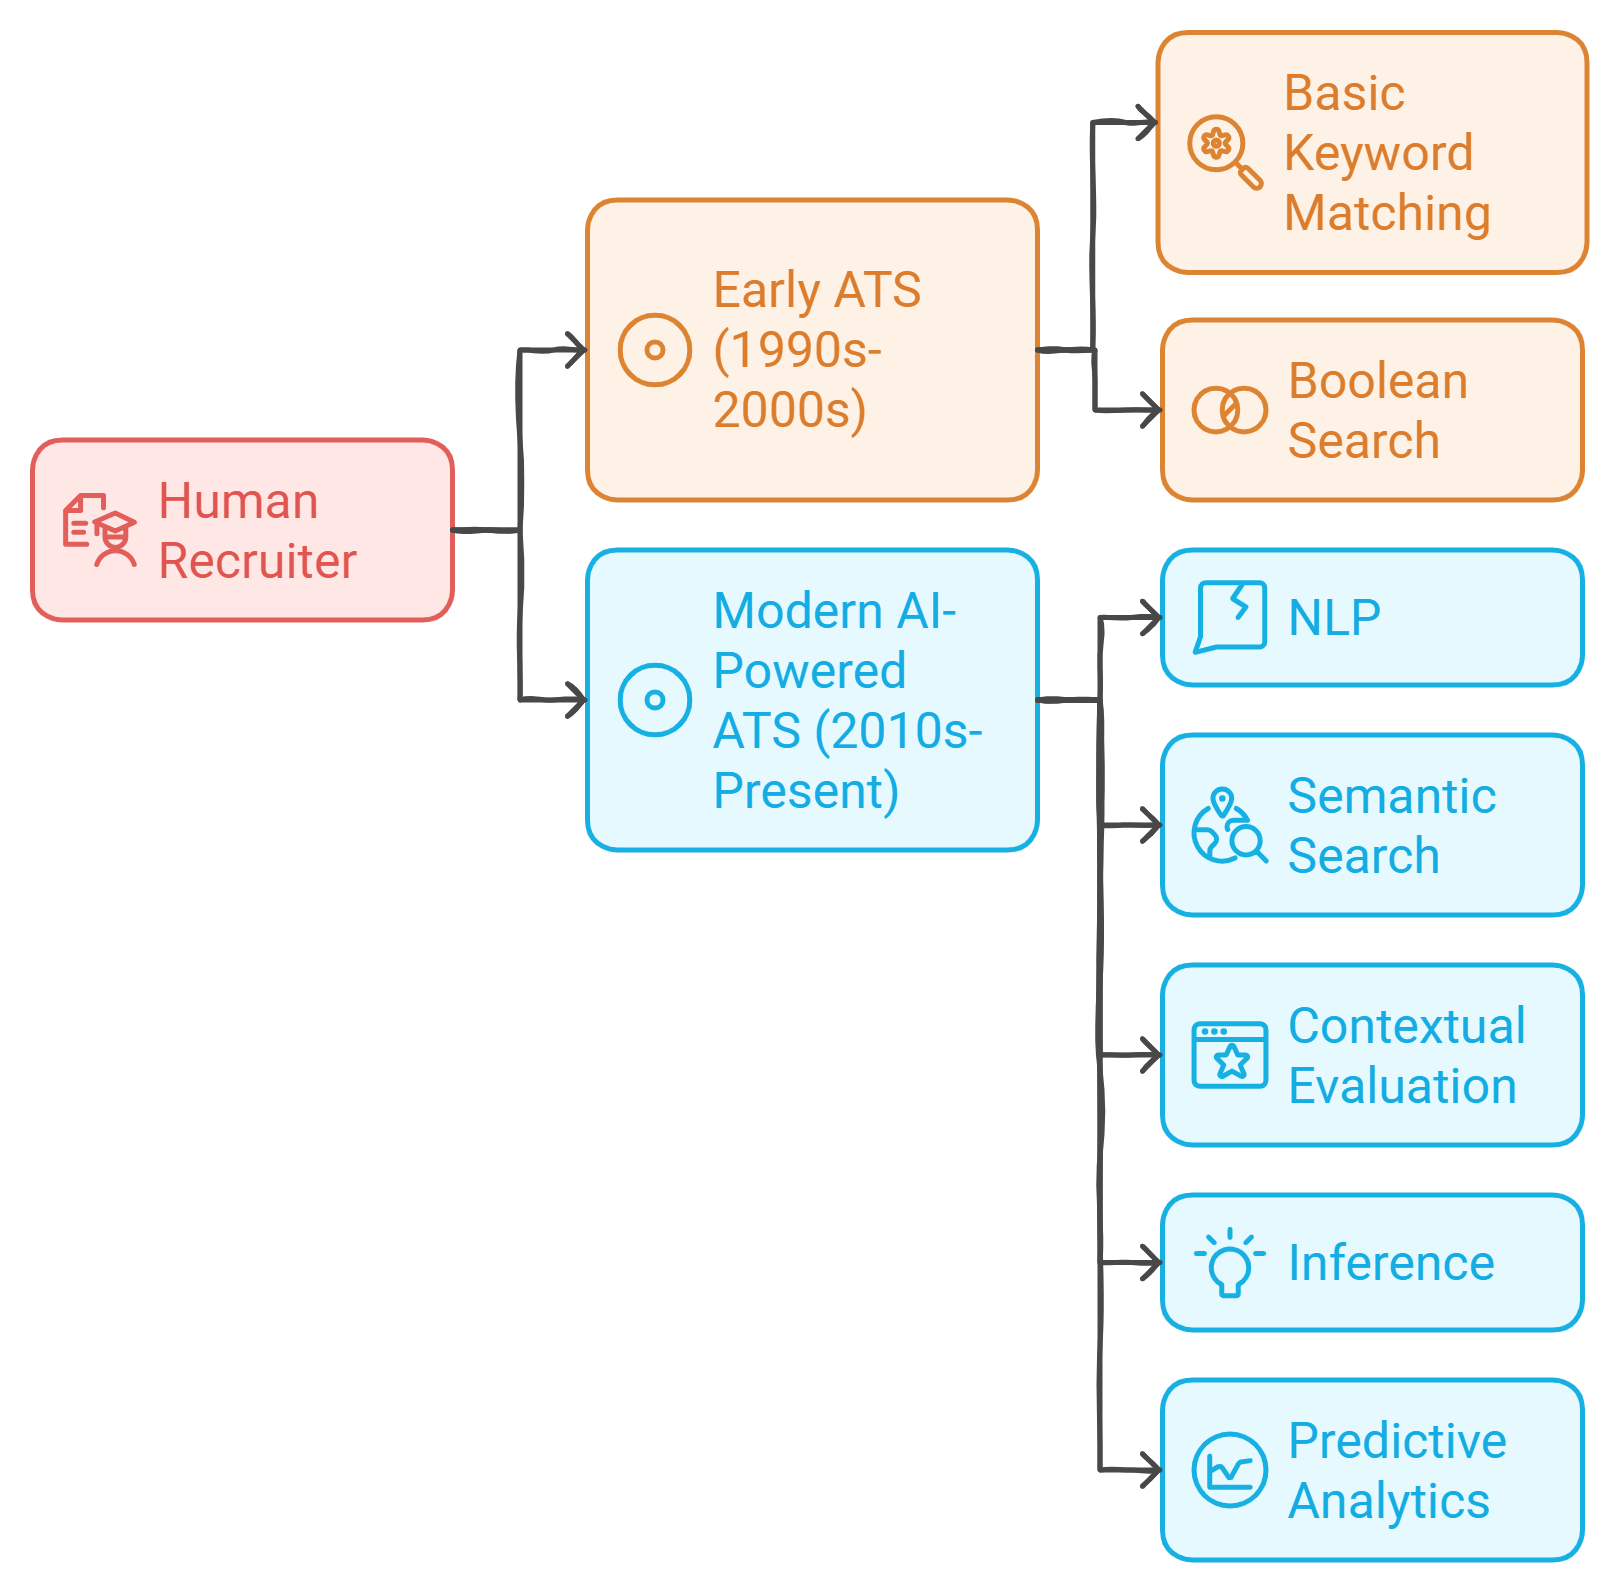 Human
Recruiter
Early ATS
(1990s-
2000s)
Modern AI-
Powered
ATS (2010s-
Present)
Basic
Keyword
Matching
Boolean
Search
NLP
Semantic
Search
Contextual
Evaluation
Inference
Predictive
Analytics